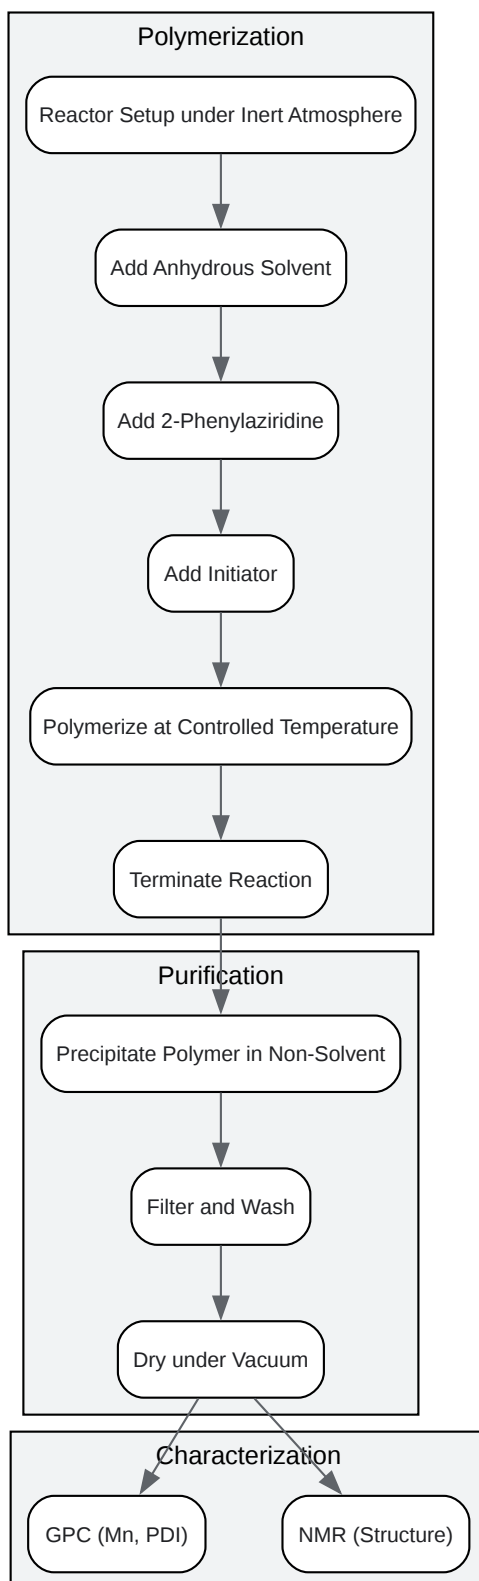 Polymerization
Reactor Setup under Inert Atmosphere
Add Anhydrous Solvent
Add 2-Phenylaziridine
Add Initiator
Polymerize at Controlled Temperature
Terminate Reaction
Purification
Precipitate Polymer in Non-Solvent
Filter and Wash
Dry under Vacuum
Characterization
GPC (Mn, PDI)
NMR (Structure)